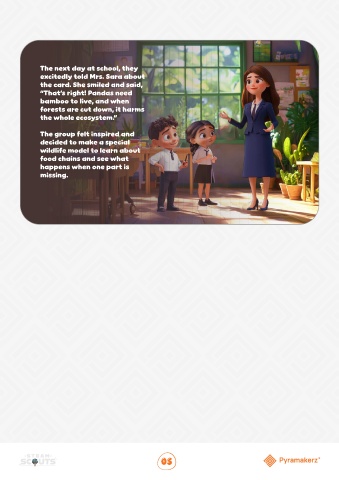 The next day at school, they
excitedly told Mrs. Sara about
the card. She smiled and said,
"That's right! Pandas need
bamboo to live, and when
forests are cut down, it harms
the whole ecosystem."
The group felt inspired and
decided to make a special
wildlife model to learn about
food chains and see what
happens when one part is
missing.
SCOUTS
05
Pyramakerz